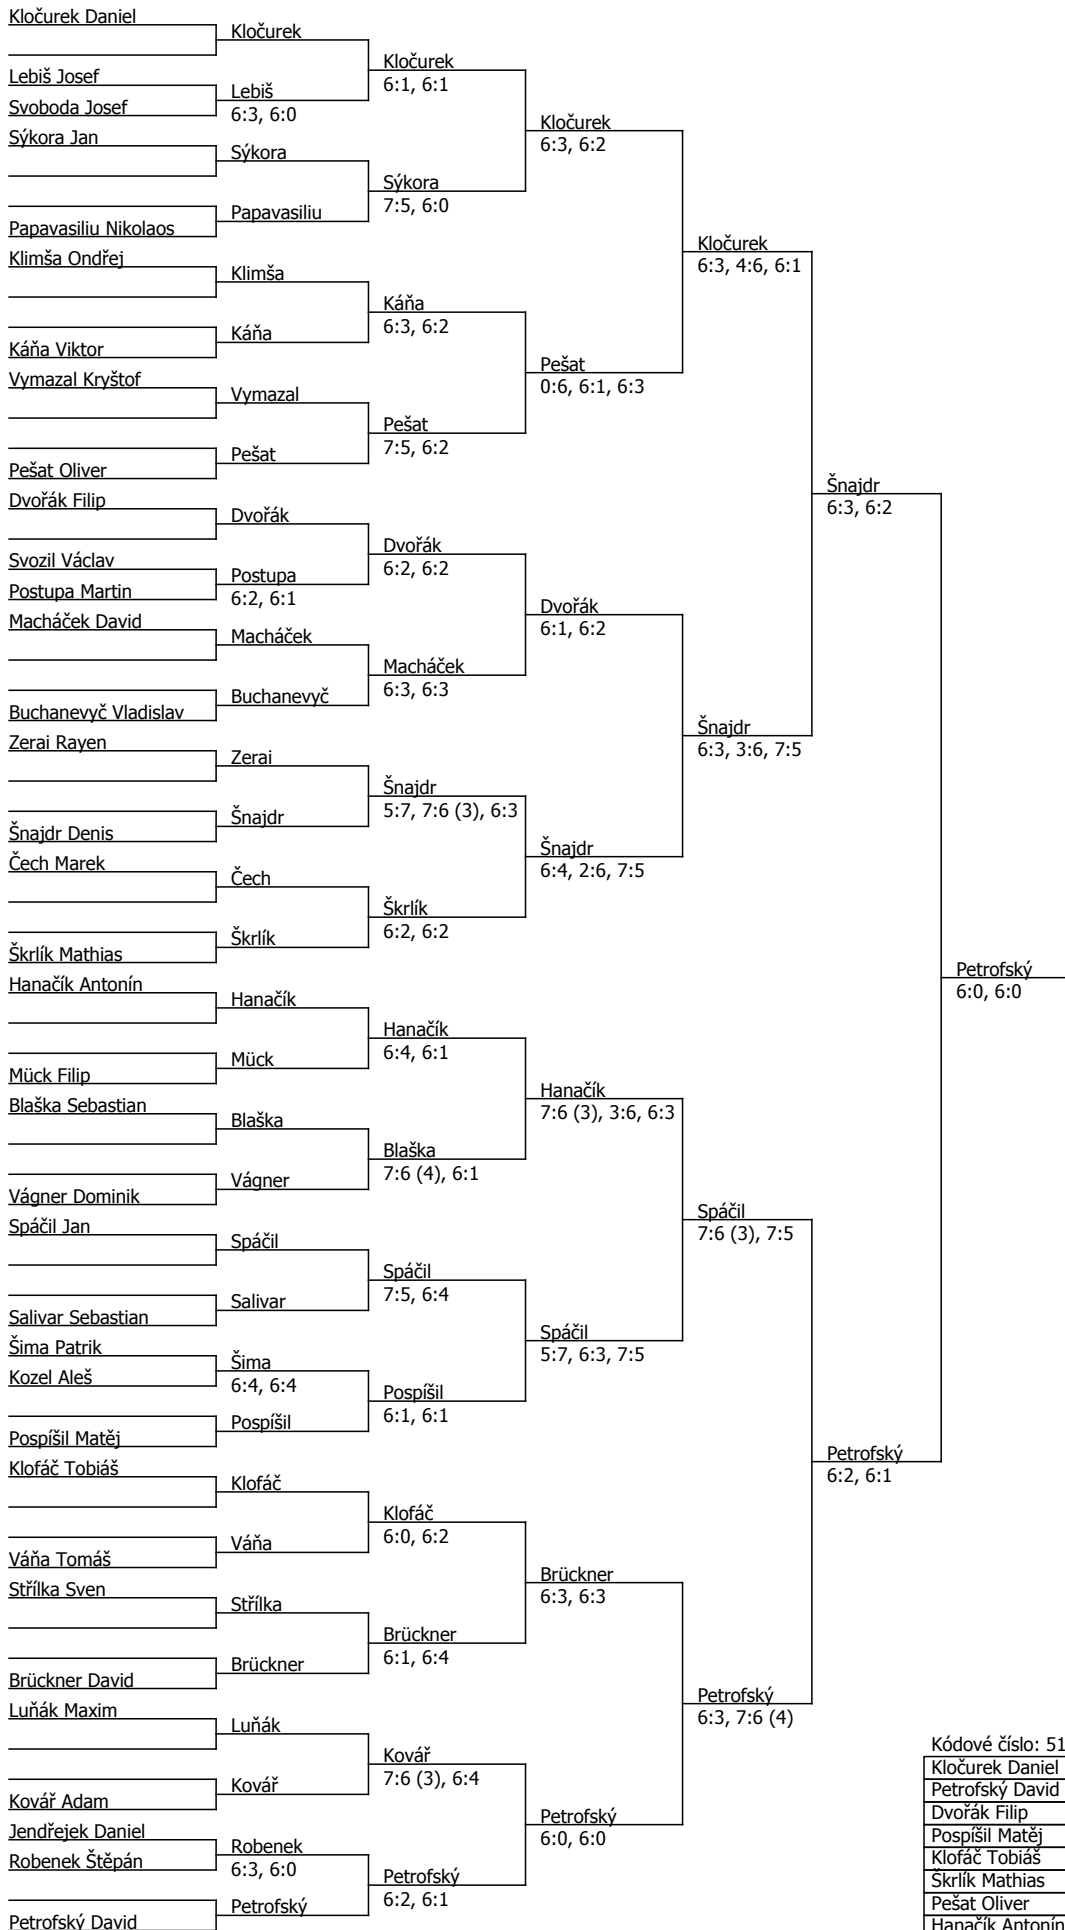 Kločurek Daniel
Lebiš Josef
Svoboda Josef
Sýkora Jan
Papavasiliu Nikolaos
Klimša Ondřej
Káňa Viktor
Vymazal Kryštof
Pešat Oliver
Dvořák Filip
Svozil Václav
Postupa Martin
Macháček David
Buchanevyč Vladislav
Zerai Rayen
Šnajdr Denis
Čech Marek
Škrlík Mathias
Hanačík Antonín
Mück Filip
Blaška Sebastian
Vágner Dominik
Spáčil Jan
Salivar Sebastian
Šima Patrik
Kozel Aleš
Pospíšil Matěj
Klofáč Tobiáš
Váňa Tomáš
Střílka Sven
Brückner David
Luňák Maxim
Kovář Adam
Jendřejek Daniel
Robenek Štěpán
Petrofský David
Kločurek
Lebiš
6:3, 6:0
Sýkora
Papavasiliu
Klimša
Káňa
Vymazal
Pešat
Dvořák
Postupa
6:2, 6:1
Macháček
Buchanevyč
Zerai
Šnajdr
Čech
Škrlík
Hanačík
Mück
Blaška
Vágner
Spáčil
Salivar
Šima
6:4, 6:4
Pospíšil
Klofáč
Váňa
Střílka
Brückner
Luňák
Kovář
Robenek
6:3, 6:0
Petrofský
Kločurek
6:1, 6:1
Sýkora
7:5, 6:0
Káňa
6:3, 6:2
Pešat
7:5, 6:2
Dvořák
6:2, 6:2
Macháček
6:3, 6:3
Šnajdr
5:7, 7:6 (3), 6:3
Škrlík
6:2, 6:2
Hanačík
6:4, 6:1
Blaška
7:6 (4), 6:1
Spáčil
7:5, 6:4
Pospíšil
6:1, 6:1
Klofáč
6:0, 6:2
Brückner
6:1, 6:4
Kovář
7:6 (3), 6:4
Petrofský
6:2, 6:1
Kločurek
6:3, 6:2
Pešat
0:6, 6:1, 6:3
Dvořák
6:1, 6:2
Šnajdr
6:4, 2:6, 7:5
Hanačík
7:6 (3), 3:6, 6:3
Spáčil
5:7, 6:3, 7:5
Brückner
6:3, 6:3
Petrofský
6:0, 6:0
Kločurek
6:3, 4:6, 6:1
Šnajdr
6:3, 3:6, 7:5
Spáčil
7:6 (3), 7:5
Petrofský
6:3, 7:6 (4)
Šnajdr
6:3, 6:2
Petrofský
6:2, 6:1
Petrofský
6:0, 6:0
Kódové číslo: 51
Kločurek Daniel
Petrofský David
Dvořák Filip
Pospíšil Matěj
Klofáč Tobiáš
Škrlík Mathias
Pešat Oliver
Hanačík Antonín